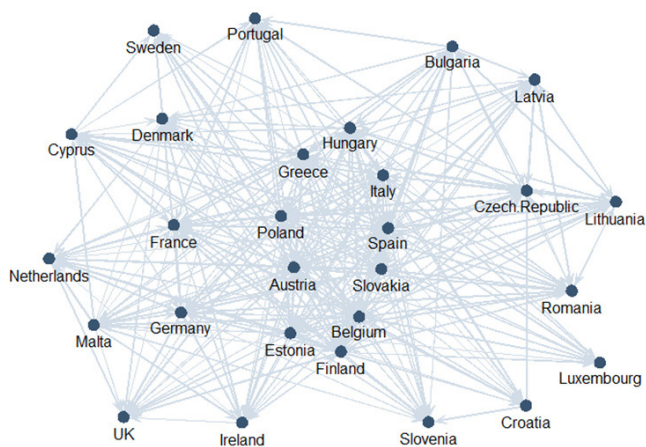 Portugal
Sweden
Bulgaria
Latvia
Denmark
Hungary
Cyprus
Greece
Italy
Czech.Republic
Lithuania
France
Poland
Spain
Netherlands
Austria
Slovakia
Romania
Germany
Malta
Belgium
Estonia
Finland
Luxembourg
Croatia
UK
Ireland
Slovenia